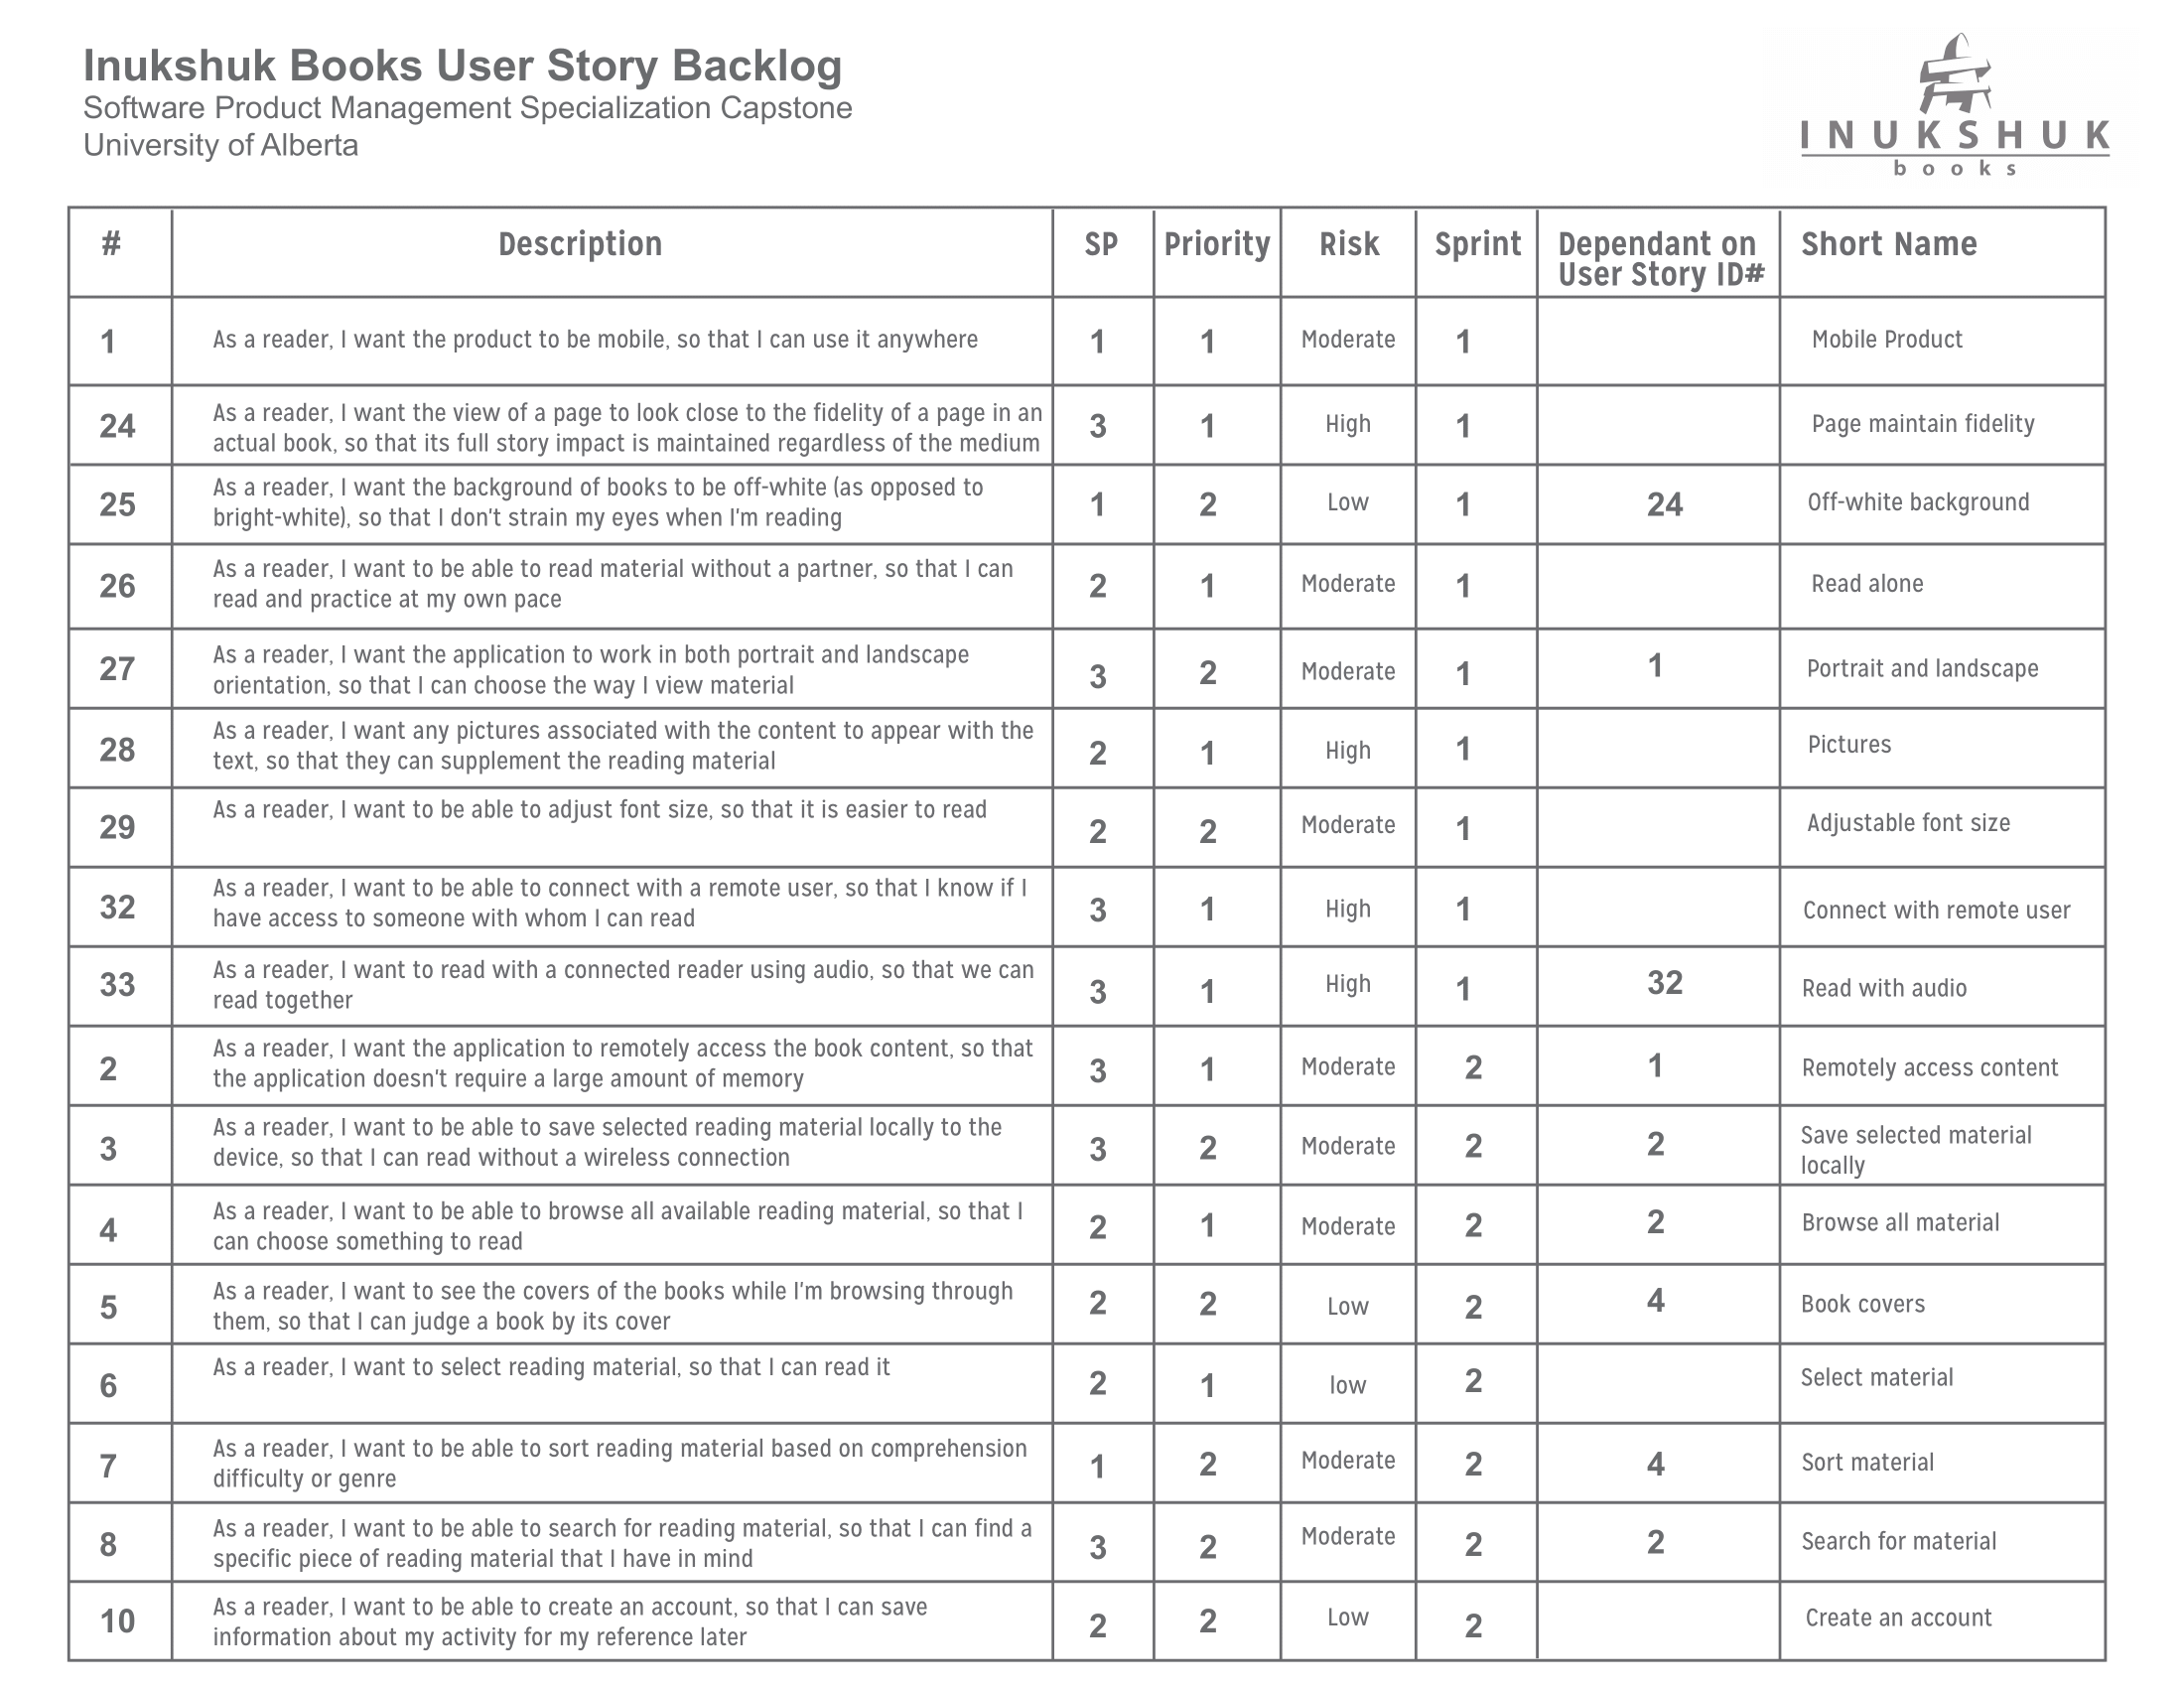 Inukshuk Books User Story Backlog
Software Product Management Specialization Capstone
University of Alberta
INUKSHUK
books
# Description SP Priority Risk Sprint Dependant on User Story ID# Short Name
1 As a reader, I want the product to be mobile, so that I can use it anywhere 1 1 Moderate 1 Mobile Product
24 As a reader, I want the view of a page to look close to the fidelity of a page in an
actual book, so that its full story impact is maintained regardless of the medium 3 1 High 1 Page maintain fidelity
25 As a reader, I want the background of books to be off-white (as opposed to
bright-white), so that I don't strain my eyes when I'm reading 1 2 Low 1 24 Off-white background
26 As a reader, I want to be able to read material without a partner, so that I can
read and practice at my own pace 2 1 Moderate 1 Read alone
27 As a reader, I want the application to work in both portrait and landscape
orientation, so that I can choose the way I view material 3 2 Moderate 1 1 Portrait and landscape
28 As a reader, I want any pictures associated with the content to appear with the
text, so that they can supplement the reading material 2 1 High 1 Pictures
29 As a reader, I want to be able to adjust font size, so that it is easier to read 2 2 Moderate 1 Adjustable font size
32 As a reader, I want to be able to connect with a remote user, so that I know if I
have access to someone with whom I can read 3 1 High 1 Connect with remote user
33 As a reader, I want to read with a connected reader using audio, so that we can
read together 3 1 High 1 32 Read with audio
2 As a reader, I want the application to remotely access the book content, so that
the application doesn't require a large amount of memory 3 1 Moderate 2 1 Remotely access content
3 As a reader, I want to be able to save selected reading material locally to the
device, so that I can read without a wireless connection 3 2 Moderate 2 2 Save selected material
locally
4 As a reader, I want to be able to browse all available reading material, so that I
can choose something to read 2 1 Moderate 2 2 Browse all material
5 As a reader, I want to see the covers of the books while I'm browsing through
them, so that I can judge a book by its cover 2 2 Low 2 4 Book covers
6 As a reader, I want to select reading material, so that I can read it 2 1 low 2 Select material
7 As a reader, I want to be able to sort reading material based on comprehension
difficulty or genre 1 2 Moderate 2 4 Sort material
8 As a reader, I want to be able to search for reading material, so that I can find a
specific piece of reading material that I have in mind 3 2 Moderate 2 2 Search for material
10 As a reader, I want to be able to create an account, so that I can save
information about my activity for my reference later 2 2 Low 2 Create an account